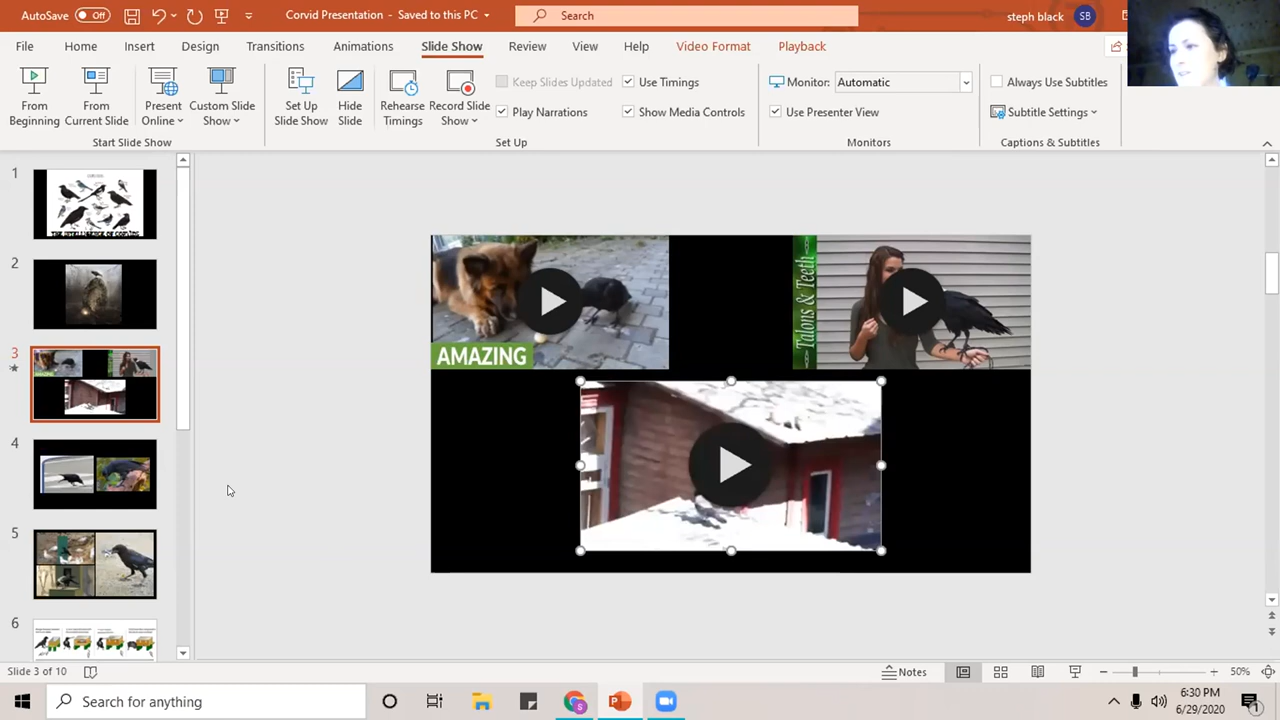 AutoSave Off Corvid Presentation - Saved to this PC Search steph black SB
File Home Insert Design Transitions Animations Slide Show Review View Help Video Format Playback
From Beginning
From Current Slide
Present Online
Custom Slide Show
Start Slide Show
Set Up Slide Show
Hide Slide
Rehearse Timings
Record Slide Show
Keep Slides Updated
Play Narrations
Use Timings
Show Media Controls
Set Up
Monitor: Automatic
Use Presenter View
Monitors
Always Use Subtitles
Subtitle Settings
Captions & Subtitles
1
THE INTELLIGENCE OF CORVIDS
2
3
4
5
6
AMAZING
Talons & Teeth
Slide 3 of 10
Notes
50%
Search for anything
6:30 PM
6/29/2020
1